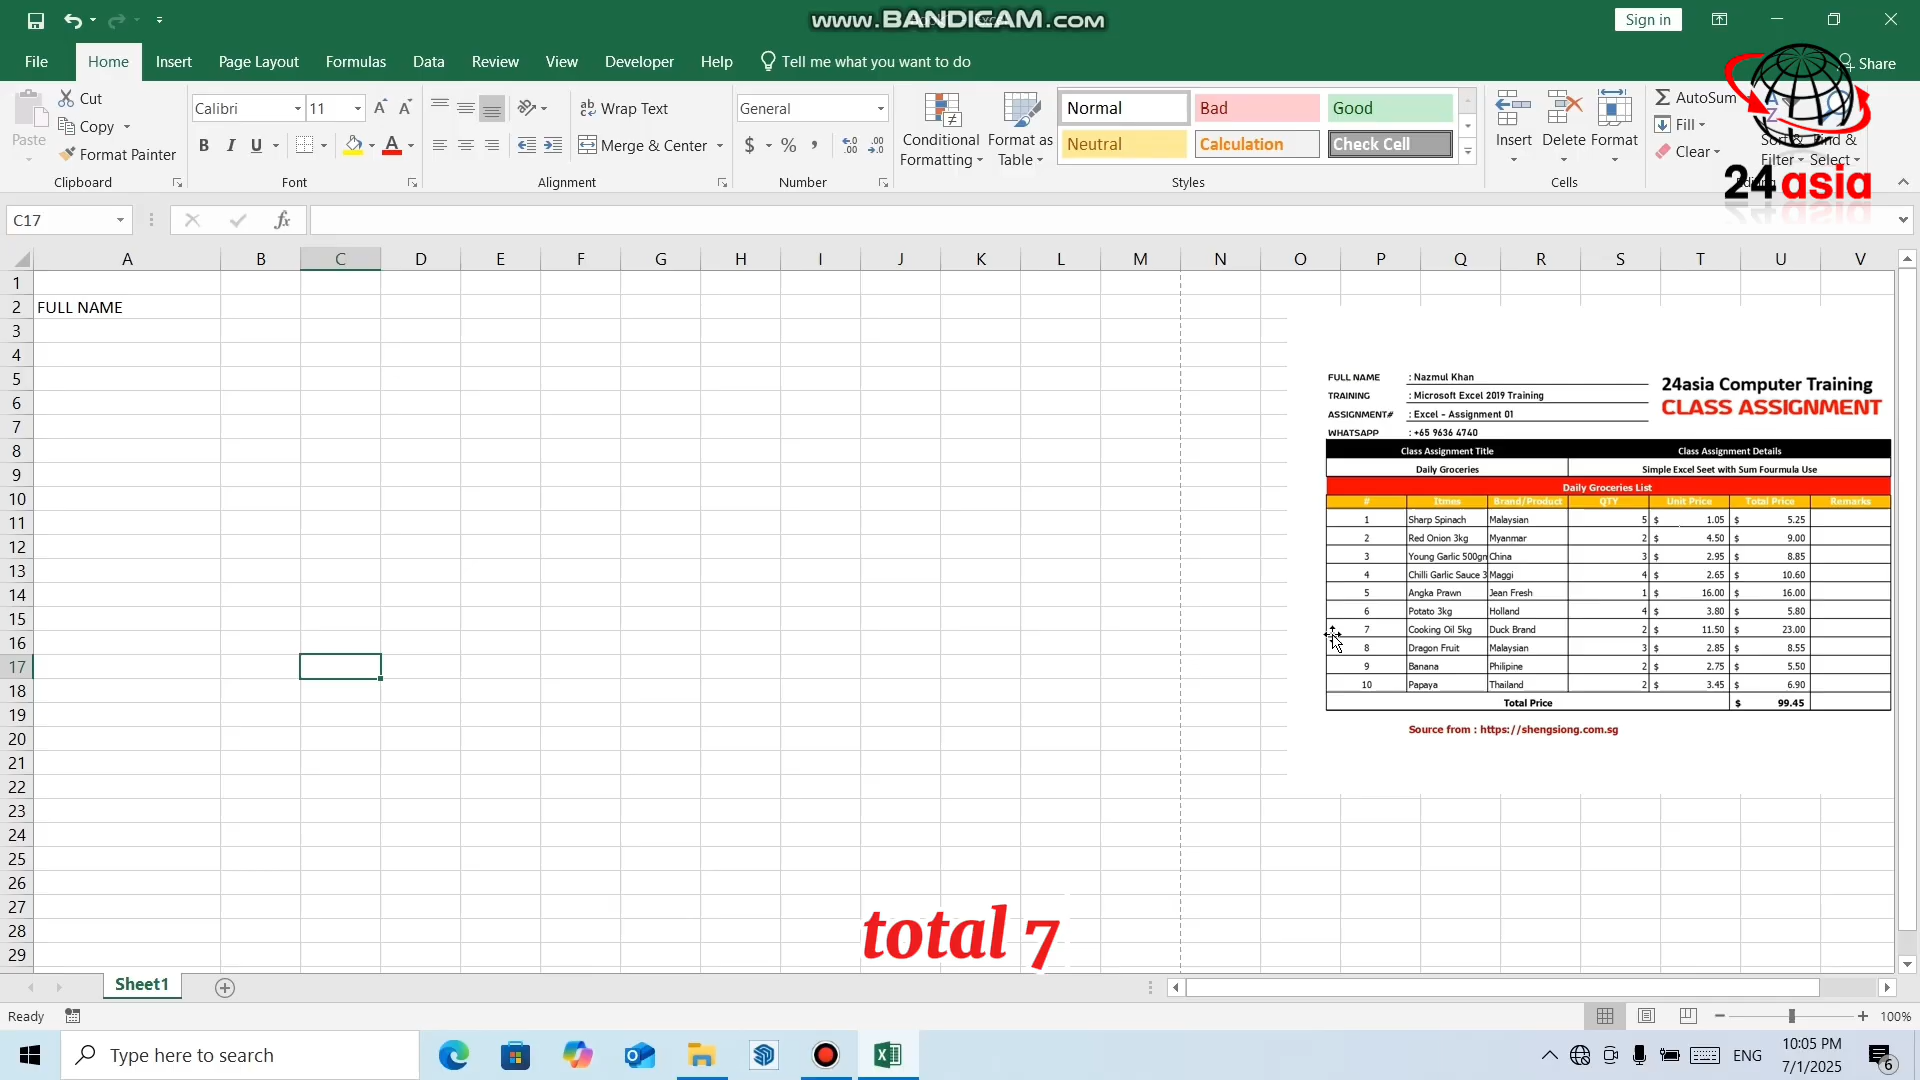 WWW.BANDICAM.COM
Sign in
File Home Insert Page Layout Formulas Data Review View Developer Help Tell me what you want to do Share
Paste
Cut
Copy
Format Painter
Clipboard
Calibri 11
B I U
Font
Wrap Text
Merge & Center
Alignment
General
$ % ,
Number
Conditional Formatting
Format as Table
Normal Bad Good
Neutral Calculation Check Cell
Styles
Insert Delete Format
Cells
AutoSum
Fill
Clear
Sort & Filter
Find & Select
24asia
C17
fx
A B C D E F G H I J K L M N O P Q R S T U V
1
2 FULL NAME
3
4
5
6
7
8
9
10
11
12
13
14
15
16
17
18
19
20
21
22
23
24
25
26
27
28
29
FULL NAME : Nazmul Khan
TRAINING : Microsoft Excel 2019 Training
ASSIGNMENT# : Excel - Assignment 01
WHATSAPP : +65 9636 4740
24asia Computer Training
CLASS ASSIGNMENT
Class Assignment Title Class Assignment Details
Daily Groceries Simple Excel Seet with Sum Fourmula Use
Daily Groceries List
# Itmes Brand/Product QTY Unit Price Total Price Remarks
1 Sharp Spinach Malaysian 5 $ 1.05 $ 5.25
2 Red Onion 3kg Myanmar 2 $ 4.50 $ 9.00
3 Young Garlic 500gn China 3 $ 2.95 $ 8.85
4 Chilli Garlic Sauce 3 Maggi 4 $ 2.65 $ 10.60
5 Angka Prawn Jean Fresh 1 $ 16.00 $ 16.00
6 Potato 3kg Holland 4 $ 3.80 $ 5.80
7 Cooking Oil 5kg Duck Brand 2 $ 11.50 $ 23.00
8 Dragon Fruit Malaysian 3 $ 2.85 $ 8.55
9 Banana Philipine 2 $ 2.75 $ 5.50
10 Papaya Thailand 2 $ 3.45 $ 6.90
Total Price $ 99.45
Source from : https://shengsiong.com.sg
total 7
Sheet1
Ready
100%
Type here to search
ENG
10:05 PM
7/1/2025
6